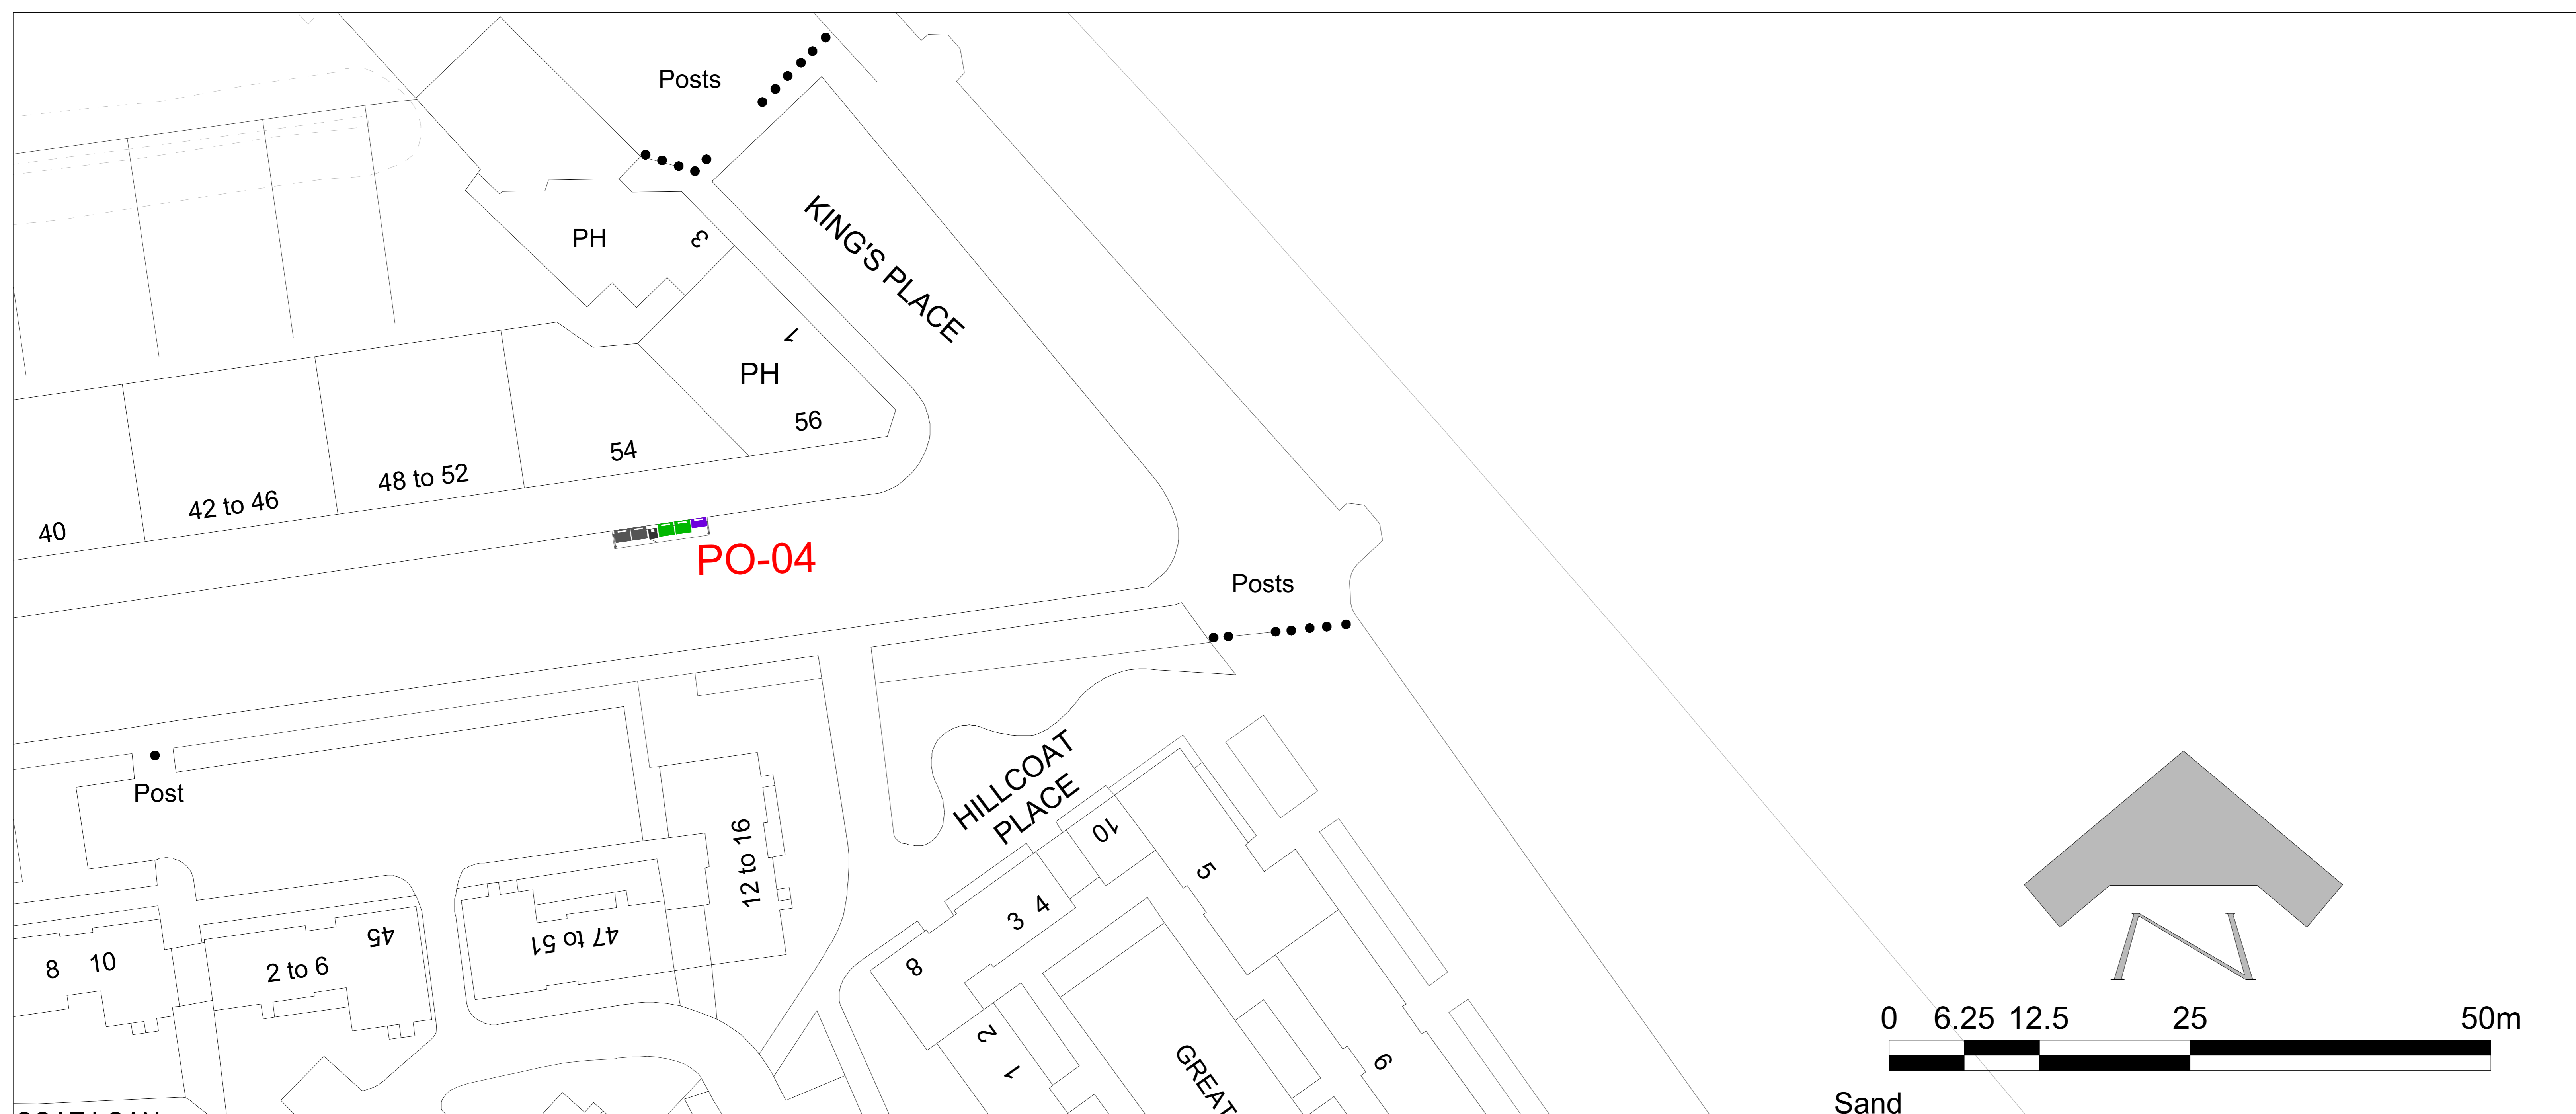 Posts
KING'S PLACE
PH
3
1
PH
56
54
48 to 52
42 to 46
40
PO-04
Posts
Post
HILLCOAT
PLACE
12 to 16
10
5
3 4
8
47 to 51
45
2 to 6
8 10
2
1
GREAT
6
N
0 6.25 12.5 25 50m
Sand